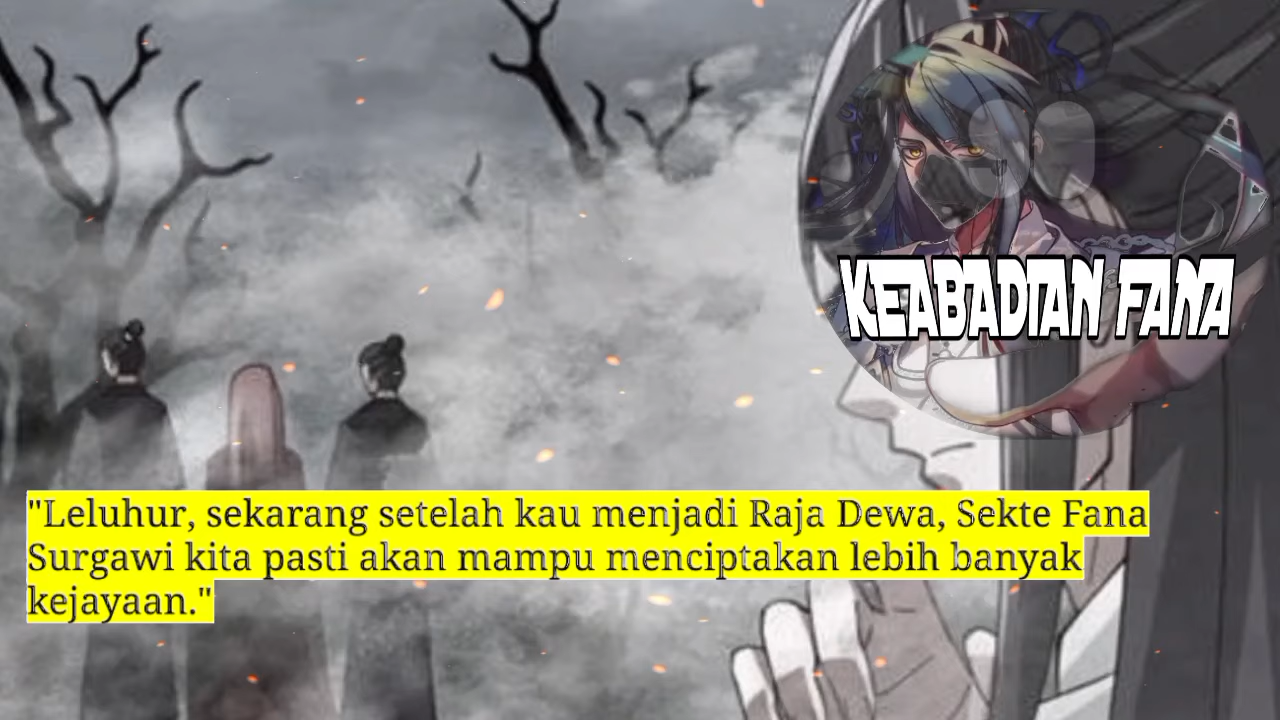 KEABADIAN FANA
"Leluhur, sekarang setelah kau menjadi Raja Dewa, Sekte Fana
Surgawi kita pasti akan mampu menciptakan lebih banyak
kejayaan."